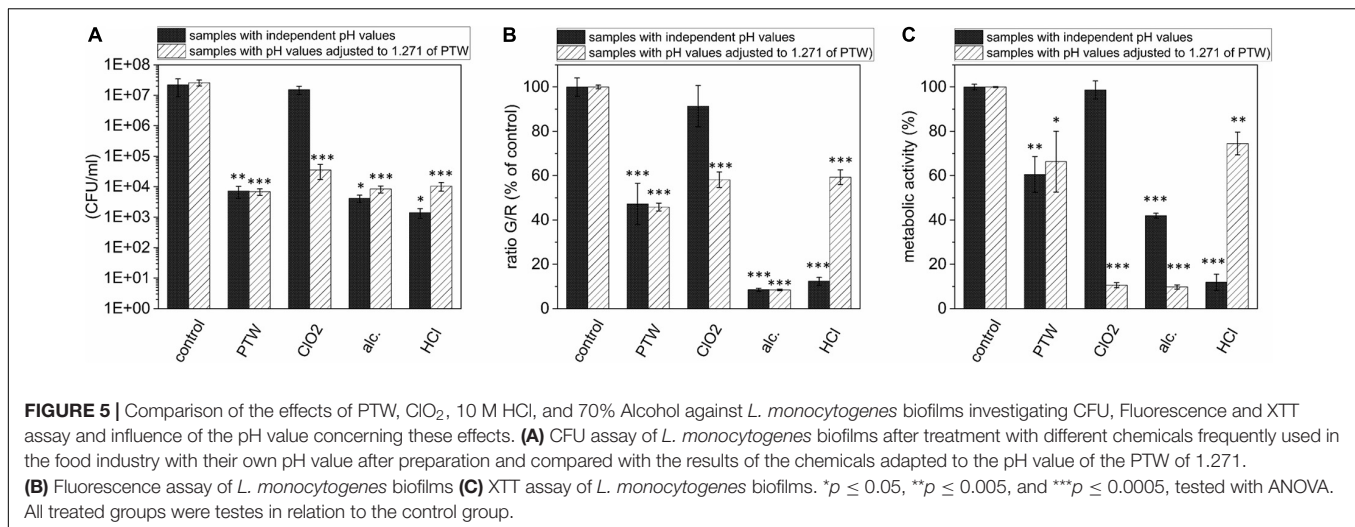 A
samples with independent pH values
samples with pH values adjusted to 1.271 of PTW
1E+08
1E+07
1E+06
1E+05
1E+04
1E+03
1E+02
1E+01
1E+00
(CFU/ml)
** *** *** * *** * ***
control PTW ClO2 alc. HCl
B
samples with independent pH values
samples with pH values adjusted to 1.271 of PTW)
100
80
60
40
20
0
ratio G/R (% of control)
*** *** *** *** *** *** ***
control PTW ClO2 alc. HCl
C
samples with independent pH values
samples with pH values adjusted to 1.271 of PTW)
100
80
60
40
20
0
metabolic activity (%)
** * *** *** *** *** **
control PTW ClO2 alc. HCl
FIGURE 5 | Comparison of the effects of PTW, ClO₂, 10 M HCl, and 70% Alcohol against L. monocytogenes biofilms investigating CFU, Fluorescence and XTT
assay and influence of the pH value concerning these effects. (A) CFU assay of L. monocytogenes biofilms after treatment with different chemicals frequently used in
the food industry with their own pH value after preparation and compared with the results of the chemicals adapted to the pH value of the PTW of 1.271.
(B) Fluorescence assay of L. monocytogenes biofilms (C) XTT assay of L. monocytogenes biofilms. *p ≤ 0.05, **p ≤ 0.005, and ***p ≤ 0.0005, tested with ANOVA.
All treated groups were testes in relation to the control group.